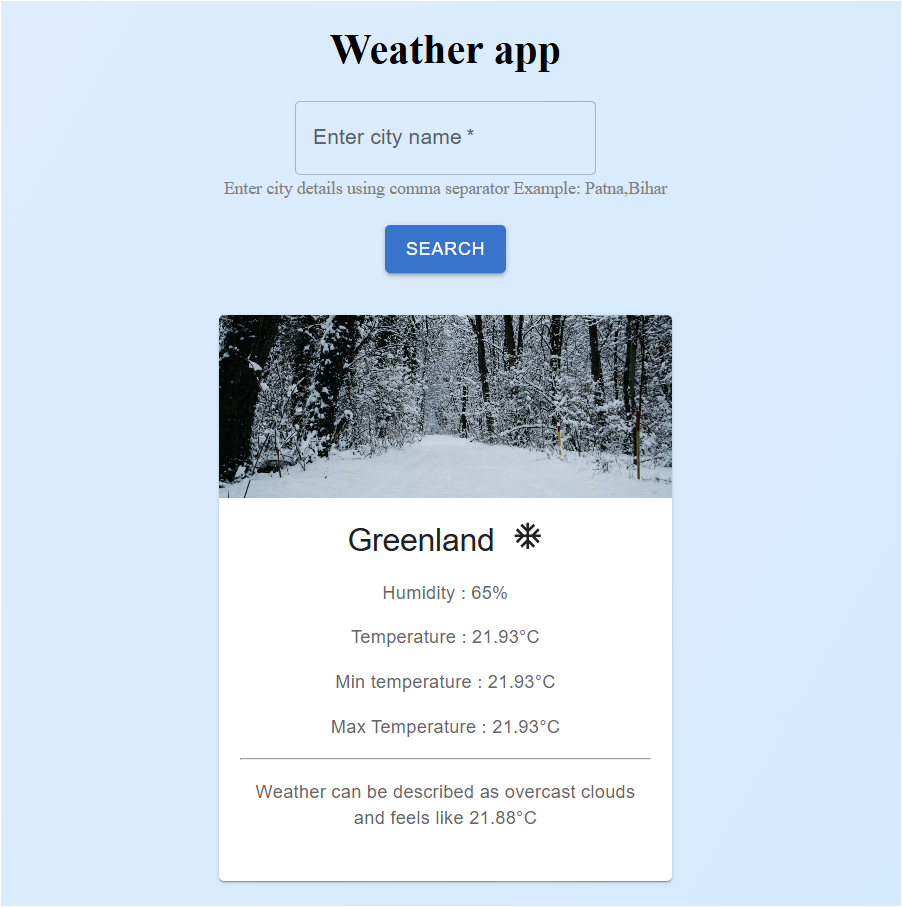 Weather app
Enter city name *
Enter city details using comma separator Example: Patna,Bihar
SEARCH
Greenland
Humidity : 65%
Temperature : 21.93°C
Min temperature : 21.93°C
Max Temperature : 21.93°C
Weather can be described as overcast clouds
and feels like 21.88°C